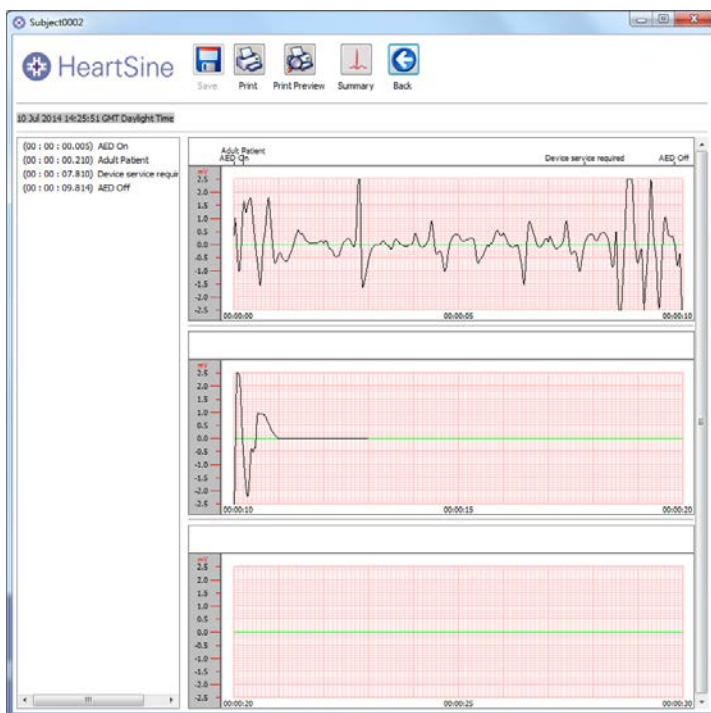 Subject0002
HeartSine
Save Print Print Preview Summary Back
10 Jul 2014 14:25:51 GMT Daylight Time
(00 : 00 : 00.005) AED On
(00 : 00 : 00.210) Adult Patient
(00 : 00 : 07.810) Device service requir
(00 : 00 : 09.814) AED Off
Adult Patient
AED On Device service required AED Off
mV
2.5
2.0
1.5
1.0
0.5
0.0
-0.5
-1.0
-1.5
-2.0
-2.5
00:00:00 00:00:05 00:00:10
mV
2.5
2.0
1.5
1.0
0.5
0.0
-0.5
-1.0
-1.5
-2.0
-2.5
00:00:10 00:00:15 00:00:20
mV
2.5
2.0
1.5
1.0
0.5
0.0
-0.5
-1.0
-1.5
-2.0
-2.5
00:00:20 00:00:25 00:00:30